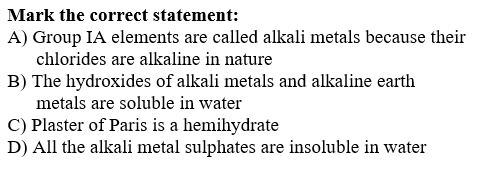 Mark the correct statement:
A) Group IA elements are called alkali metals because their
chlorides are alkaline in nature
B) The hydroxides of alkali metals and alkaline earth
metals are soluble in water
C) Plaster of Paris is a hemihydrate
D) All the alkali metal sulphates are insoluble in water